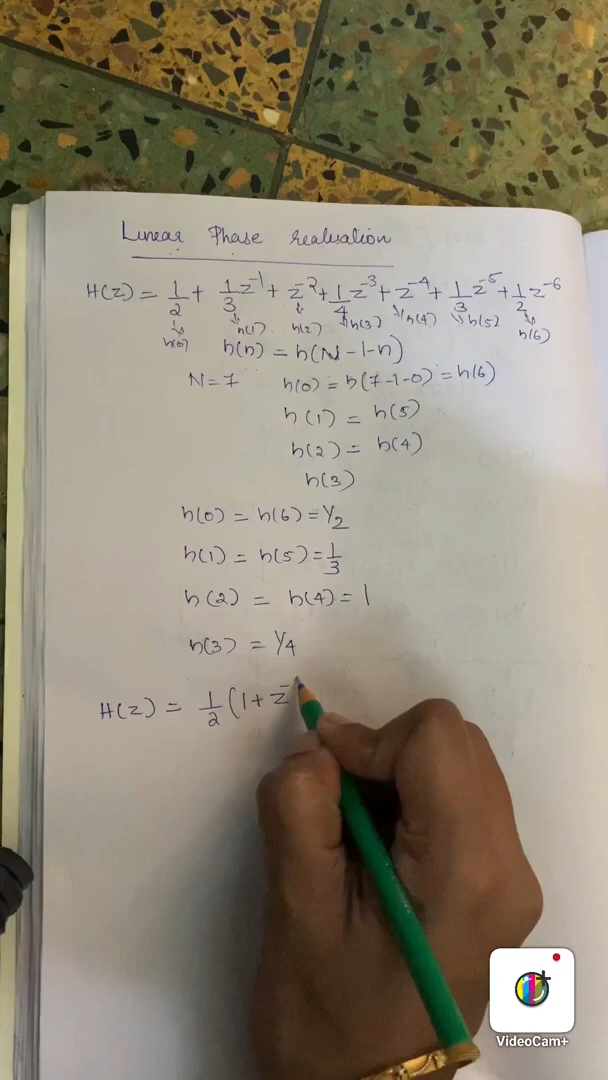 Linear Phase realisation
H(z) = 1/2 + 1/3 z⁻¹ + z⁻² + 1/4 z⁻³ + z⁻⁴ + 1/3 z⁻⁵ + 1/2 z⁻⁶
h(0) h(1) h(2) h(3) h(4) h(5) h(6)
h(n) = h(N-1-n)
N=7 h(0) = h(7-1-0) = h(6)
h(1) = h(5)
h(2) = h(4)
h(3)
h(0) = h(6) = 1/2
h(1) = h(5) = 1/3
h(2) = h(4) = 1
h(3) = 1/4
H(z) = 1/2 (1 + z⁻
VideoCam+